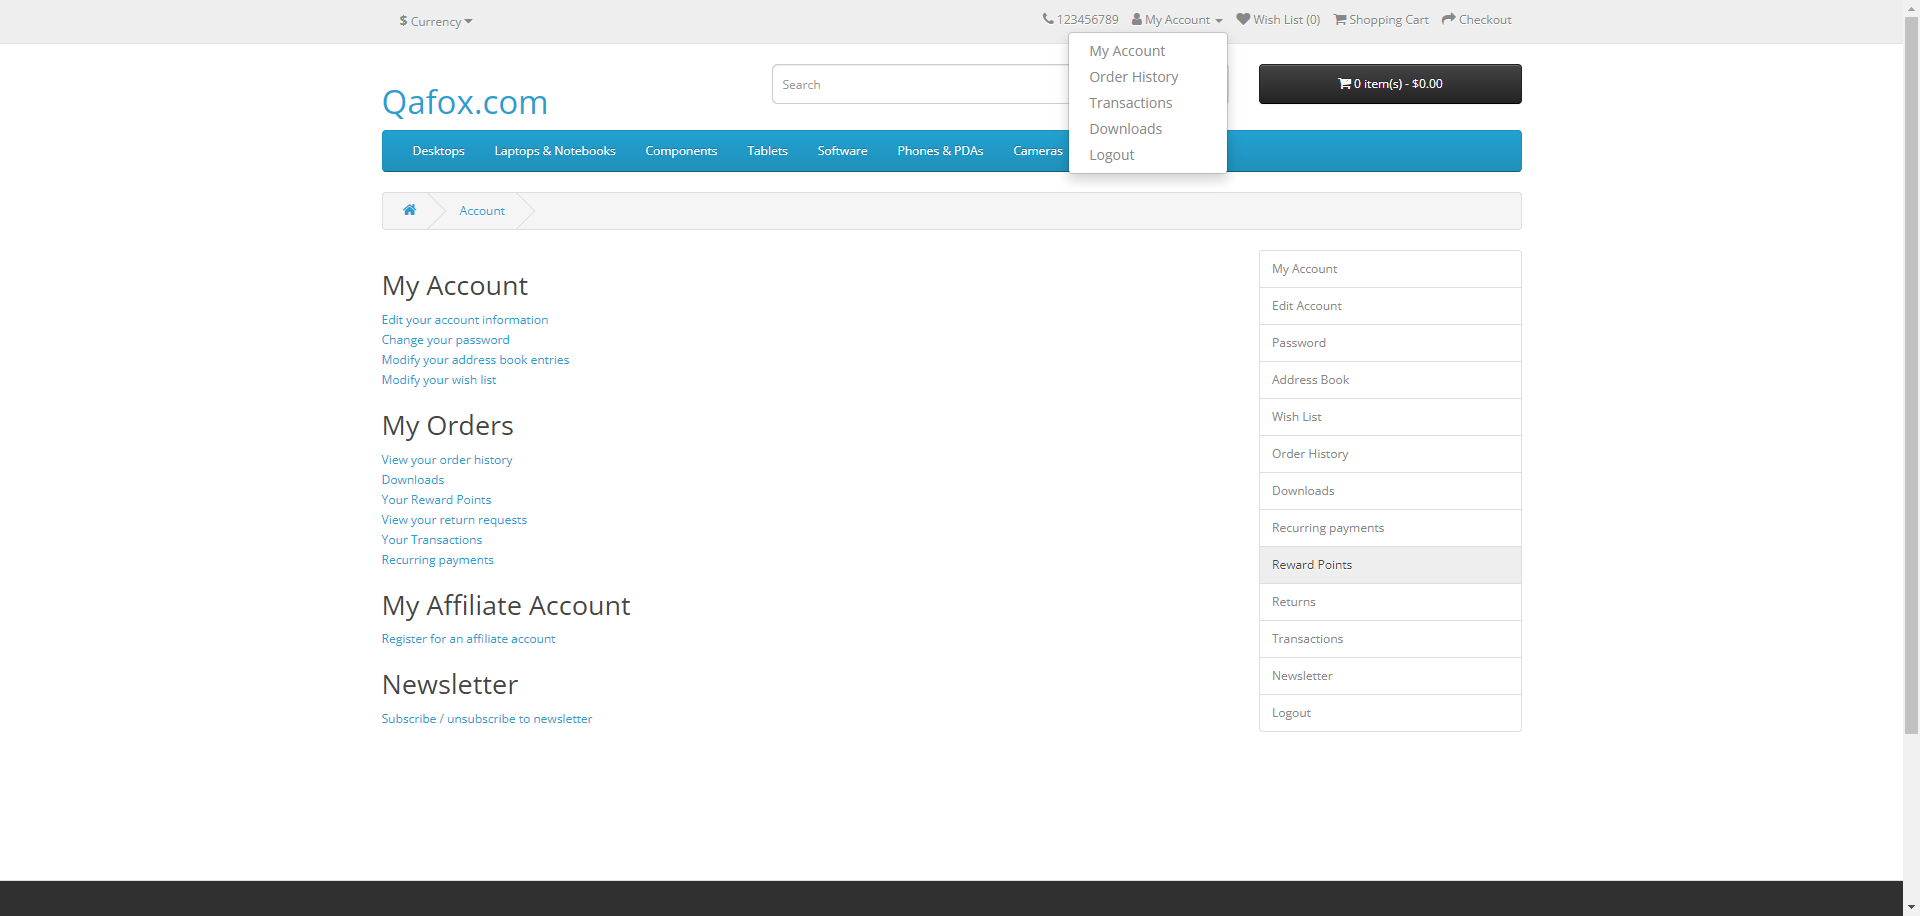 $ Currency
123456789 My Account Wish List (0) Shopping Cart Checkout
My Account
Order History
Transactions
Downloads
Logout
Qafox.com
Search
0 item(s) - $0.00
Desktops Laptops & Notebooks Components Tablets Software Phones & PDAs Cameras
Account
My Account
Edit your account information
Change your password
Modify your address book entries
Modify your wish list
My Orders
View your order history
Downloads
Your Reward Points
View your return requests
Your Transactions
Recurring payments
My Affiliate Account
Register for an affiliate account
Newsletter
Subscribe / unsubscribe to newsletter
My Account
Edit Account
Password
Address Book
Wish List
Order History
Downloads
Recurring payments
Reward Points
Returns
Transactions
Newsletter
Logout